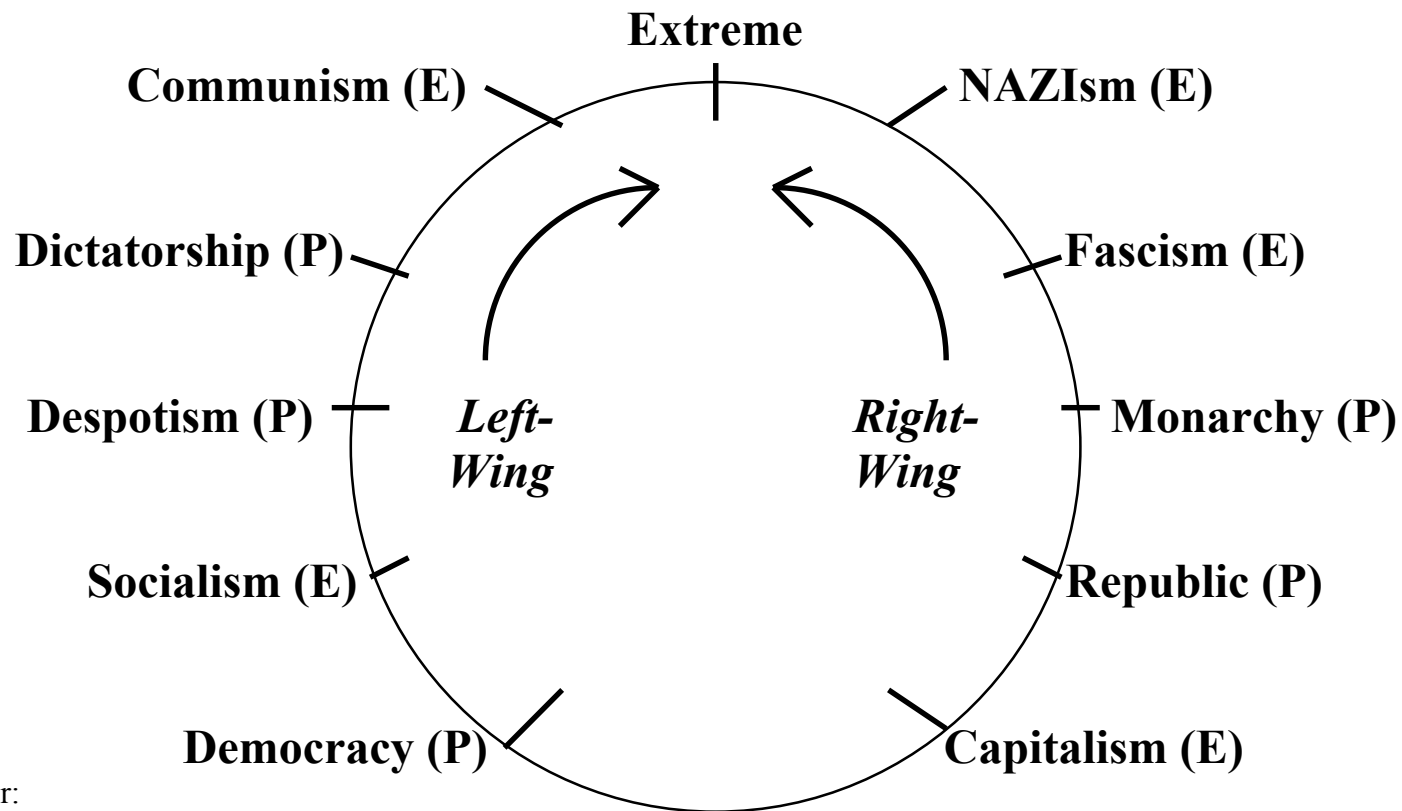 Extreme
Communism (E)
NAZIsm (E)
Dictatorship (P)
Fascism (E)
Despotism (P)
Left-
Wing
Right-
Wing
Monarchy (P)
Socialism (E)
Republic (P)
Democracy (P)
Capitalism (E)
r: